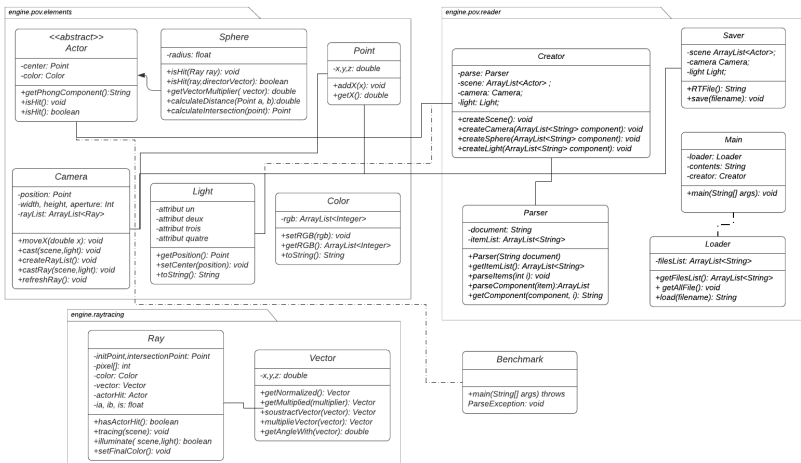 engine.pov.elements
<<abstract>>
Actor
-center: Point
-color: Color
+getPhongComponent():String
+isHit(): void
+isHit(): boolean
Sphere
-radius: float
+isHit(Ray ray): void
+isHit(ray,directorVector): boolean
+getVectorMultiplier( vector): double
+calculateDistance(Point a, b):double
+calculateIntersection(point): Point
Point
-x,y,z: double
+addX(x): void
+getX(): double
Camera
-position: Point
-width, height, aperture: Int
-rayList: ArrayList<Ray>
+moveX(double x): void
+cast(scene,light): void
+createRayList(): void
+castRay(scene,light): void
+refreshRay(): void
Light
-attribut un
-attribut deux
-attribut trois
-attribut quatre
+getPosition(): Point
+setCenter(position): void
+toString(): String
Color
-rgb: ArrayList<Integer>
+setRGB(rgb): void
+getRGB(): ArrayList<Integer>
+toString(): String
engine.pov.reader
Creator
-parse: Parser
-scene: ArrayList<Actor> ;
-camera: Camera;
-light: Light;
+createScene(): void
+createCamera(ArrayList<String> component): void
+createSphere(ArrayList<String> component): void
+createLight(ArrayList<String> component): void
Saver
-scene ArrayList<Actor>;
-camera Camera;
-light Light;
+RTFile(): String
+save(filename): void
Main
-loader: Loader
-contents: String
-creator: Creator
+main(String[] args): void
Parser
-document: String
-itemList: ArrayList<String>
+Parser(String document)
+getItemList(): ArrayList<String>
+parseItems(int i): void
+parseComponent(item):ArrayList
+getComponent(component, i): String
Loader
-filesList: ArrayList<String>
+getFilesList(): ArrayList<String>
+ getAllFile(): void
+load(filename): String
engine.raytracing
Ray
-initPoint,intersectionPoint: Point
-pixel[]: int
-color: Color
-vector: Vector
-actorHit: Actor
-ia, ib, is: float
+hasActorHit(): boolean
+tracing(scene): void
+illuminate( scene,light): boolean
+setFinalColor(): void
Vector
-x,y,z: double
+getNormalized(): Vector
+getMultiplied(multiplier): Vector
+soustractVector(vector): Vector
+multiplieVector(vector): Vector
+getAngleWith(vector): double
Benchmark
+main(String[] args) throws
ParseException: void